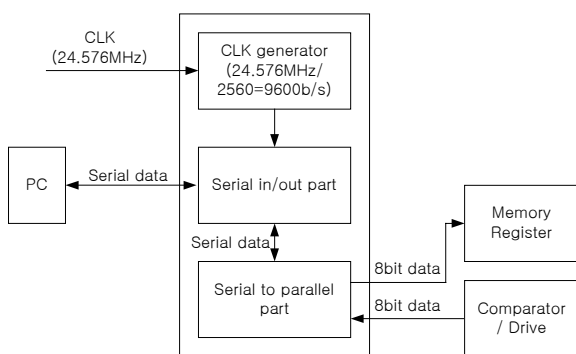 CLK
(24.576MHz)
CLK generator
(24.576MHz/
2560=9600b/s)
PC
Serial data
Serial in/out part
Serial data
Memory
Register
8bit data
Serial to parallel
part
8bit data
Comparator
/ Drive